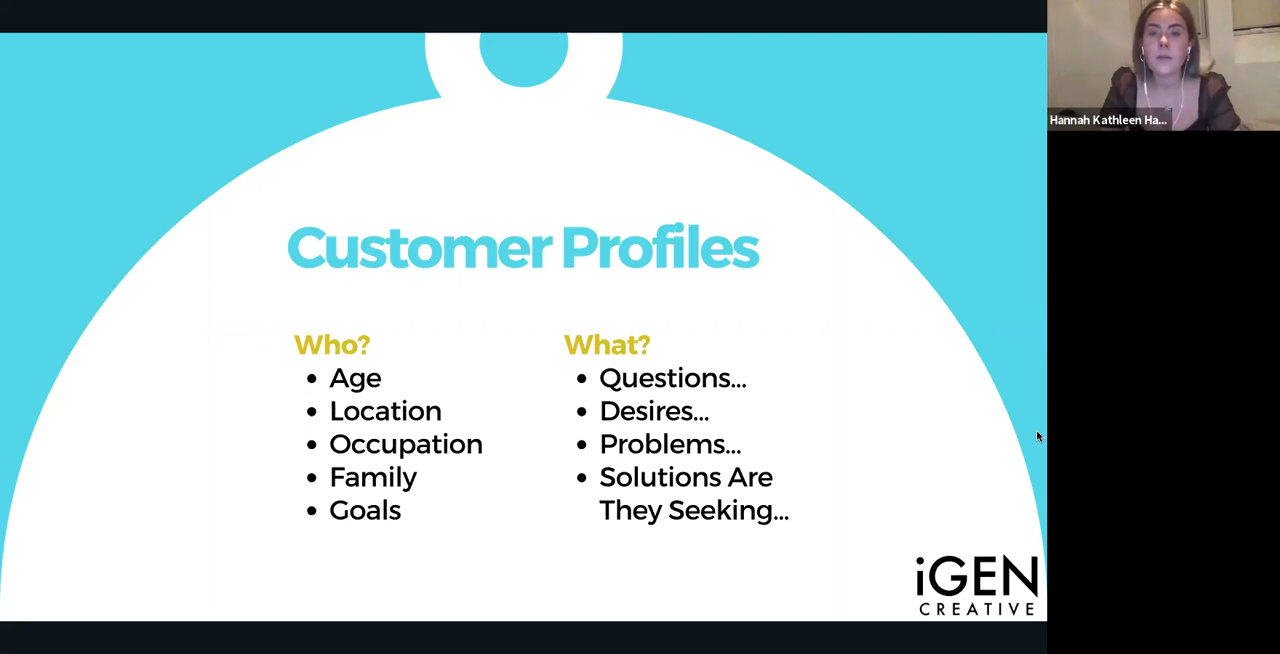 Customer Profiles
Who?
• Age
• Location
• Occupation
• Family
• Goals
What?
• Questions...
• Desires...
• Problems...
• Solutions Are
They Seeking...
iGEN
CREATIVE
Hannah Kathleen Ha...